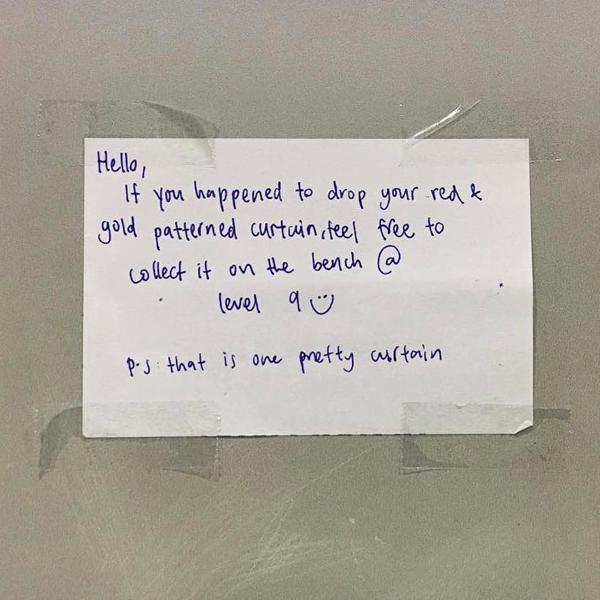 Hello,
If you happened to drop your red &
gold patterned curtain, feel free to
collect it on the bench @
level 9 :)
P.S: that is one pretty curtain